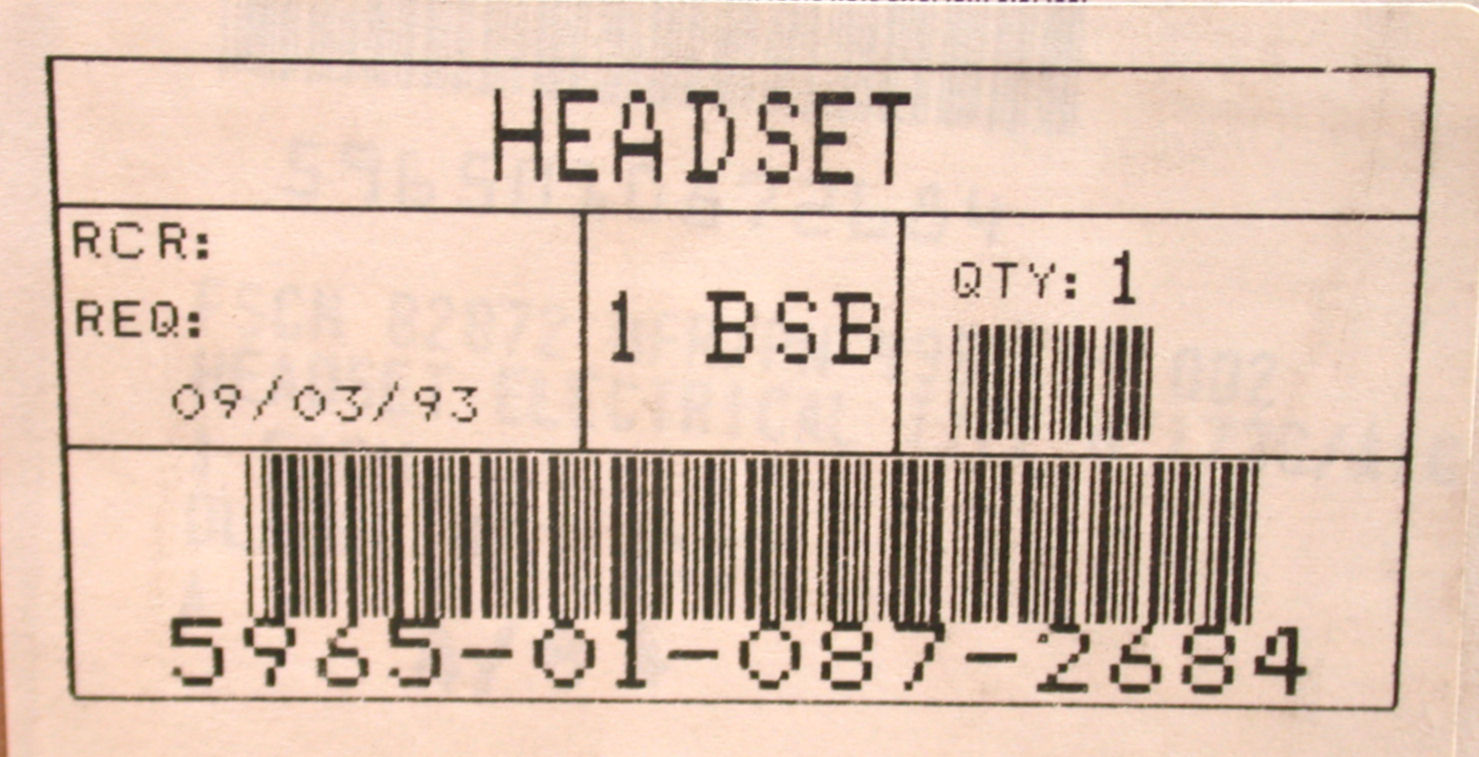 HEADSET
RCR:
REQ:
09/03/93
1 BSB
QTY: 1
5965-01-087-2684